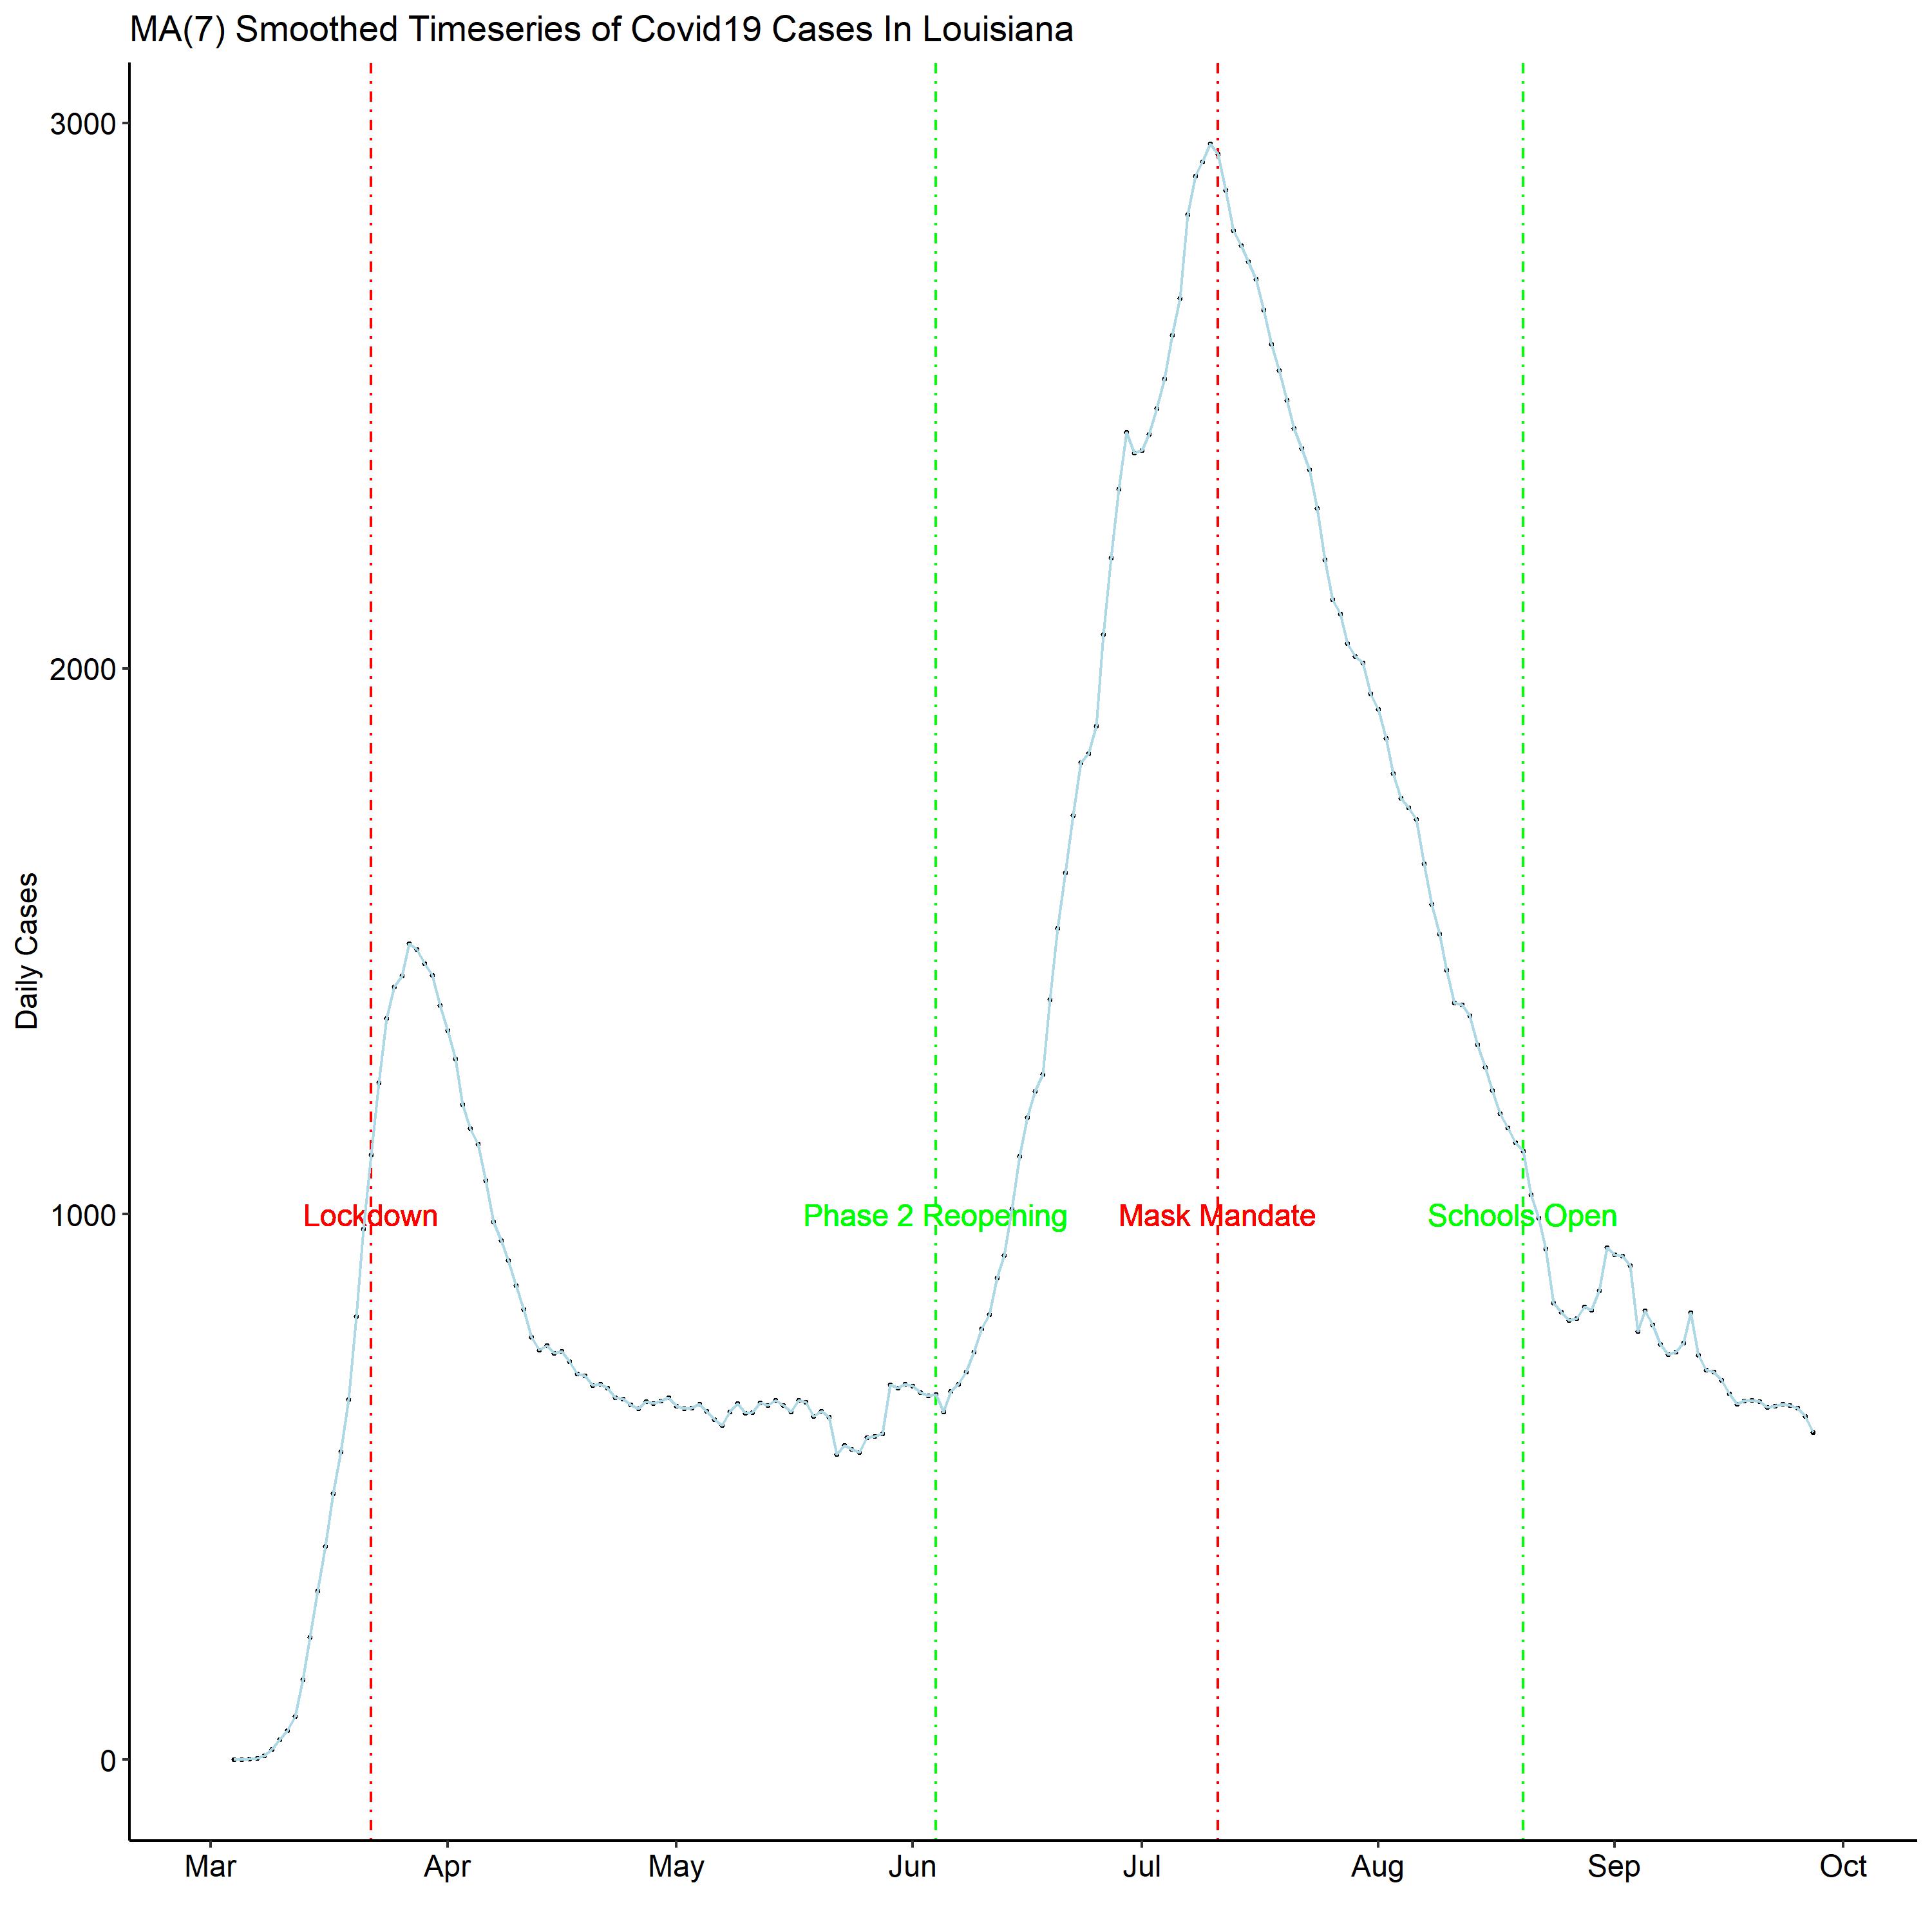 MA(7) Smoothed Timeseries of Covid19 Cases In Louisiana
3000
2000
Daily Cases
1000
Lockdown
Phase 2 Reopening
Mask Mandate
Schools Open
0
Mar
Apr
May
Jun
Jul
Aug
Sep
Oct